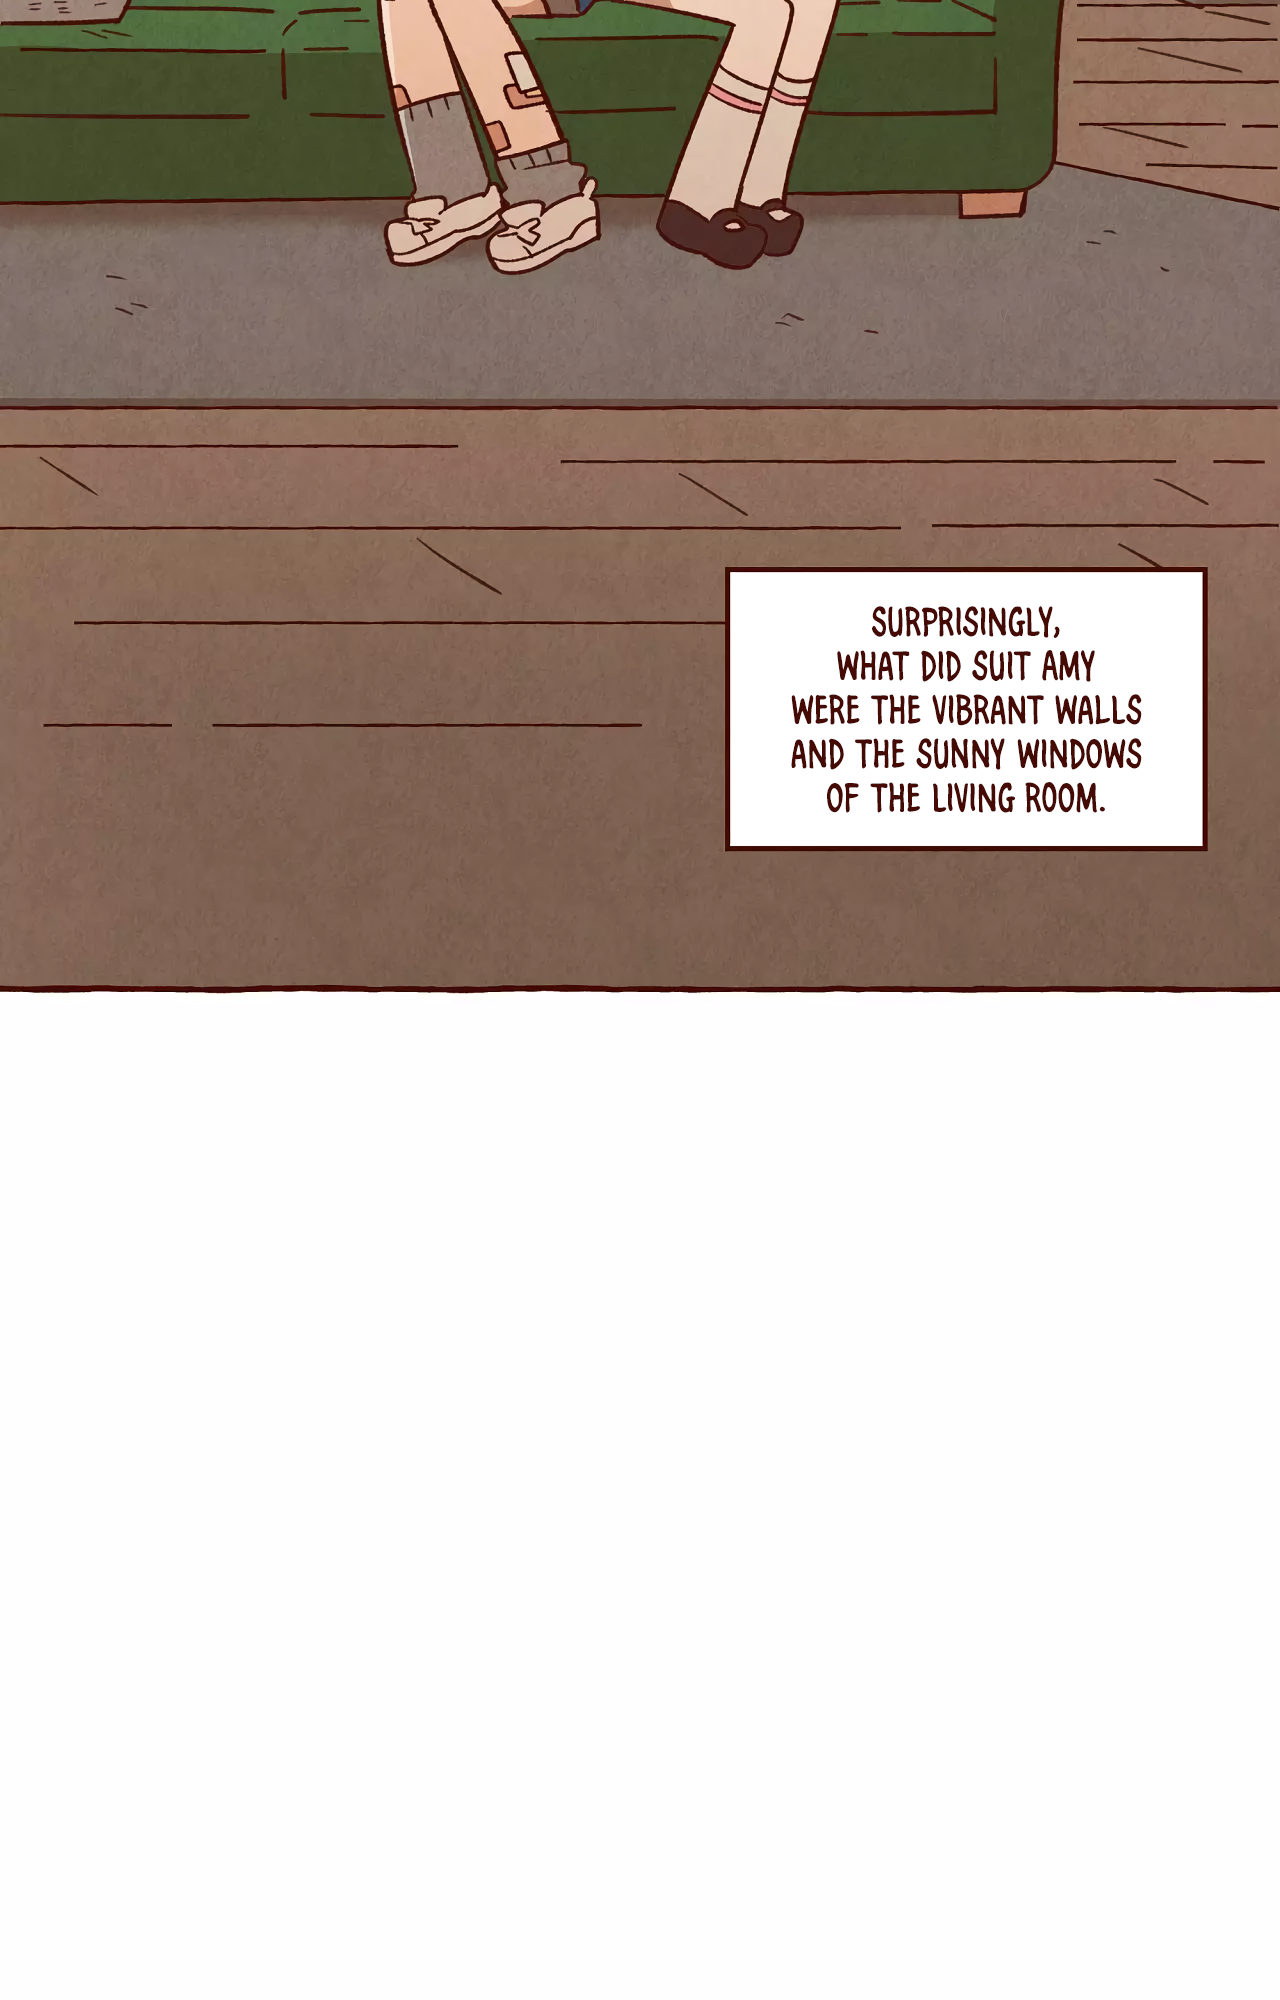 SURPRISINGLY,
WHAT DID SUIT AMY
WERE THE VIBRANT WALLS
AND THE SUNNY WINDOWS
OF THE LIVING ROOM.